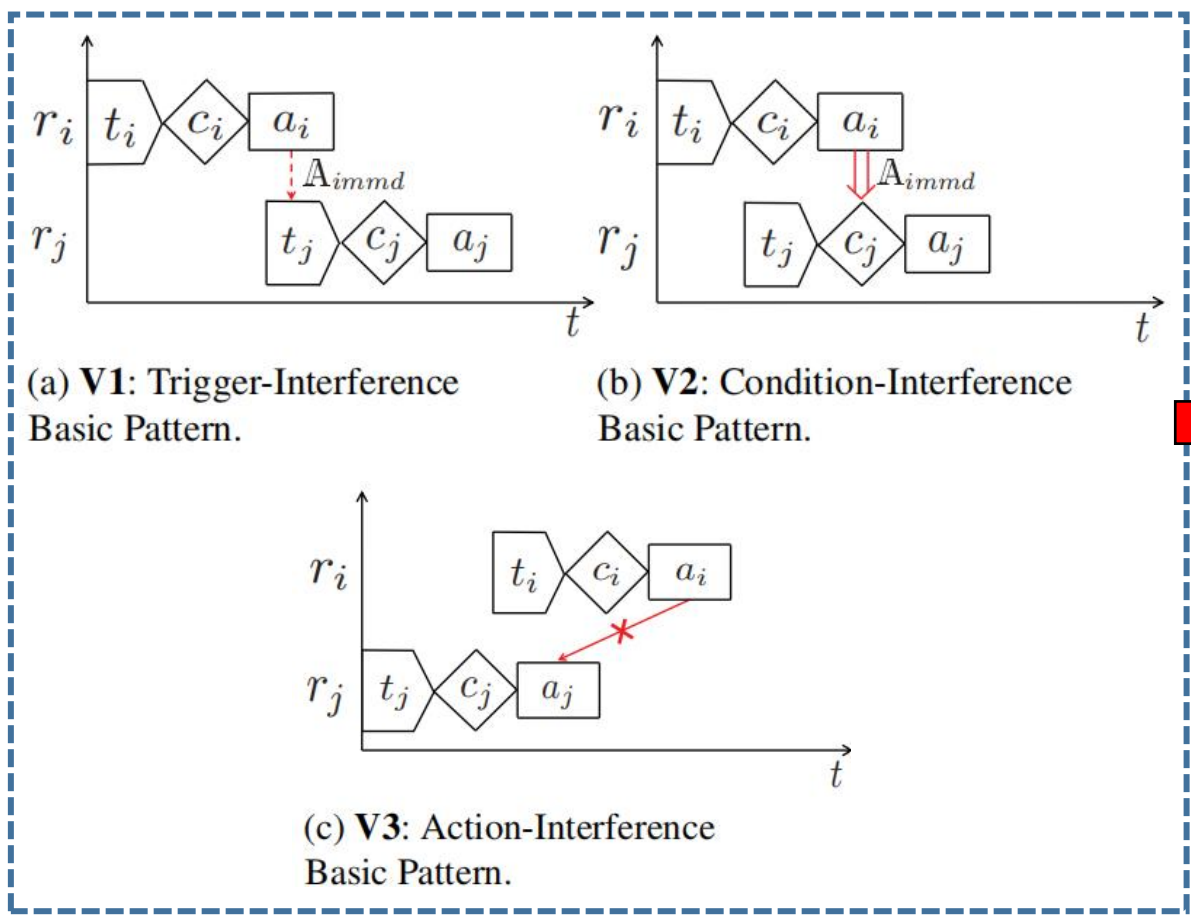 r_i t_i c_i a_i
𝔸_immd
r_j t_j c_j a_j
t
(a) V1: Trigger-Interference
Basic Pattern.
r_i t_i c_i a_i
𝔸_immd
r_j t_j c_j a_j
t
(b) V2: Condition-Interference
Basic Pattern.
r_i t_i c_i a_i
r_j t_j c_j a_j
t
(c) V3: Action-Interference
Basic Pattern.